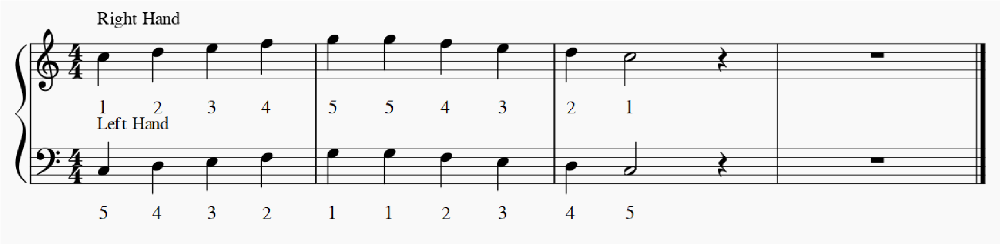 Right Hand
4
4
1 2 3 4 5 5 4 3 2 1
Left Hand
4
4
5 4 3 2 1 1 2 3 4 5